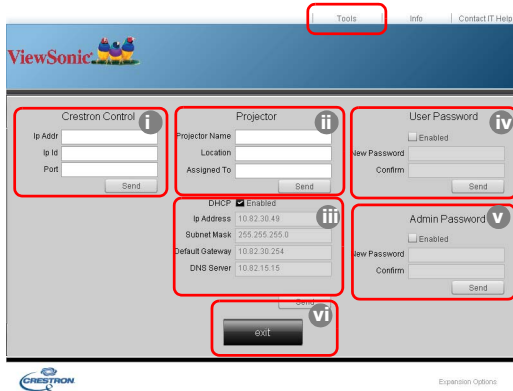 Tools Info Contact IT Help
ViewSonic
Crestron Control i
Ip Addr
Ip Id
Port
Send
Projector ii
Projector Name
Location
Assigned To
Send
DHCP Enabled iii
Ip Address 10.82.30.49
Subnet Mask 255.255.255.0
Default Gateway 10.82.30.254
DNS Server 10.82.15.15
Send
User Password iv
Enabled
New Password
Confirm
Send
Admin Password v
Enabled
New Password
Confirm
Send
vi
exit
CRESTRON Expansion Options